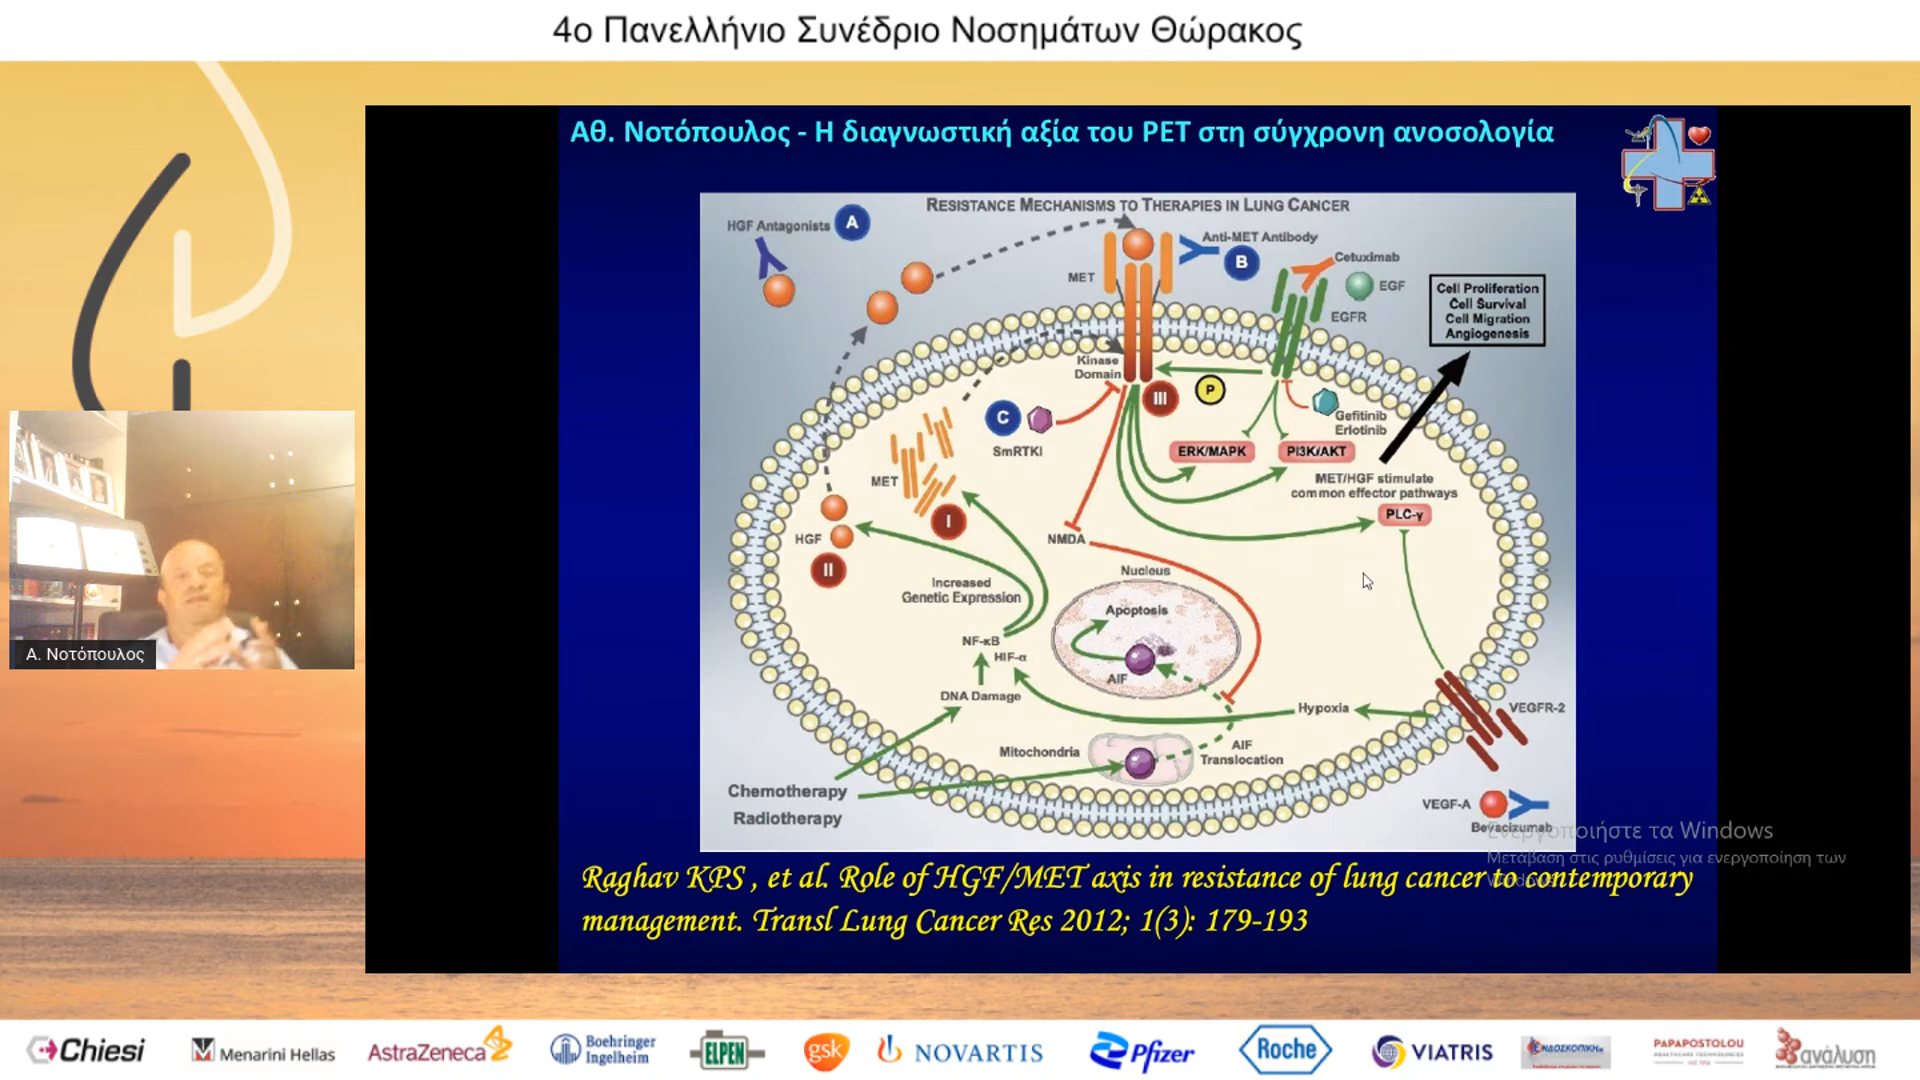 4ο Πανελλήνιο Συνέδριο Νοσημάτων Θώρακος
Αθ. Νοτόπουλος - Η διαγνωστική αξία του PET στη σύγχρονη ανοσολογία
RESISTANCE MECHANISMS TO THERAPIES IN LUNG CANCER
HGF Antagonists
A
MET
Anti-MET Antibody
B
Cetuximab
EGF
EGFR
Cell Proliferation
Cell Survival
Cell Migration
Angiogenesis
Kinase
Domain
III
P
C
SmRTKI
Gefitinib
Erlotinib
ERK/MAPK
PI3K/AKT
MET/HGF stimulate
common effector pathways
PLC-γ
MET
I
HGF
II
NMDA
Increased
Genetic Expression
Nucleus
Apoptosis
AIF
NF-κB
HIF-α
DNA Damage
Hypoxia
VEGFR-2
Mitochondria
AIF
Translocation
Chemotherapy
Radiotherapy
VEGF-A
Bevacizumab
Α. Νοτόπουλος
Ενεργοποιήστε τα Windows
Μετάβαση στις ρυθμίσεις για ενεργοποίηση των
Raghav KPS , et al. Role of HGF/MET axis in resistance of lung cancer to contemporary
management. Transl Lung Cancer Res 2012; 1(3): 179-193
Chiesi
Menarini Hellas
AstraZeneca
Boehringer
Ingelheim
ELPEN
gsk
NOVARTIS
Pfizer
Roche
VIATRIS
ΕΝΔΟΣΚΟΠΙΚΗ
PAPAPOSTOLOU
HEALTHCARE TECHNOLOGIES
ανάλυση